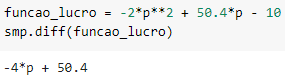 funcao_lucro = -2*p**2 + 50.4*p - 10
smp.diff(funcao_lucro)
-4*p + 50.4